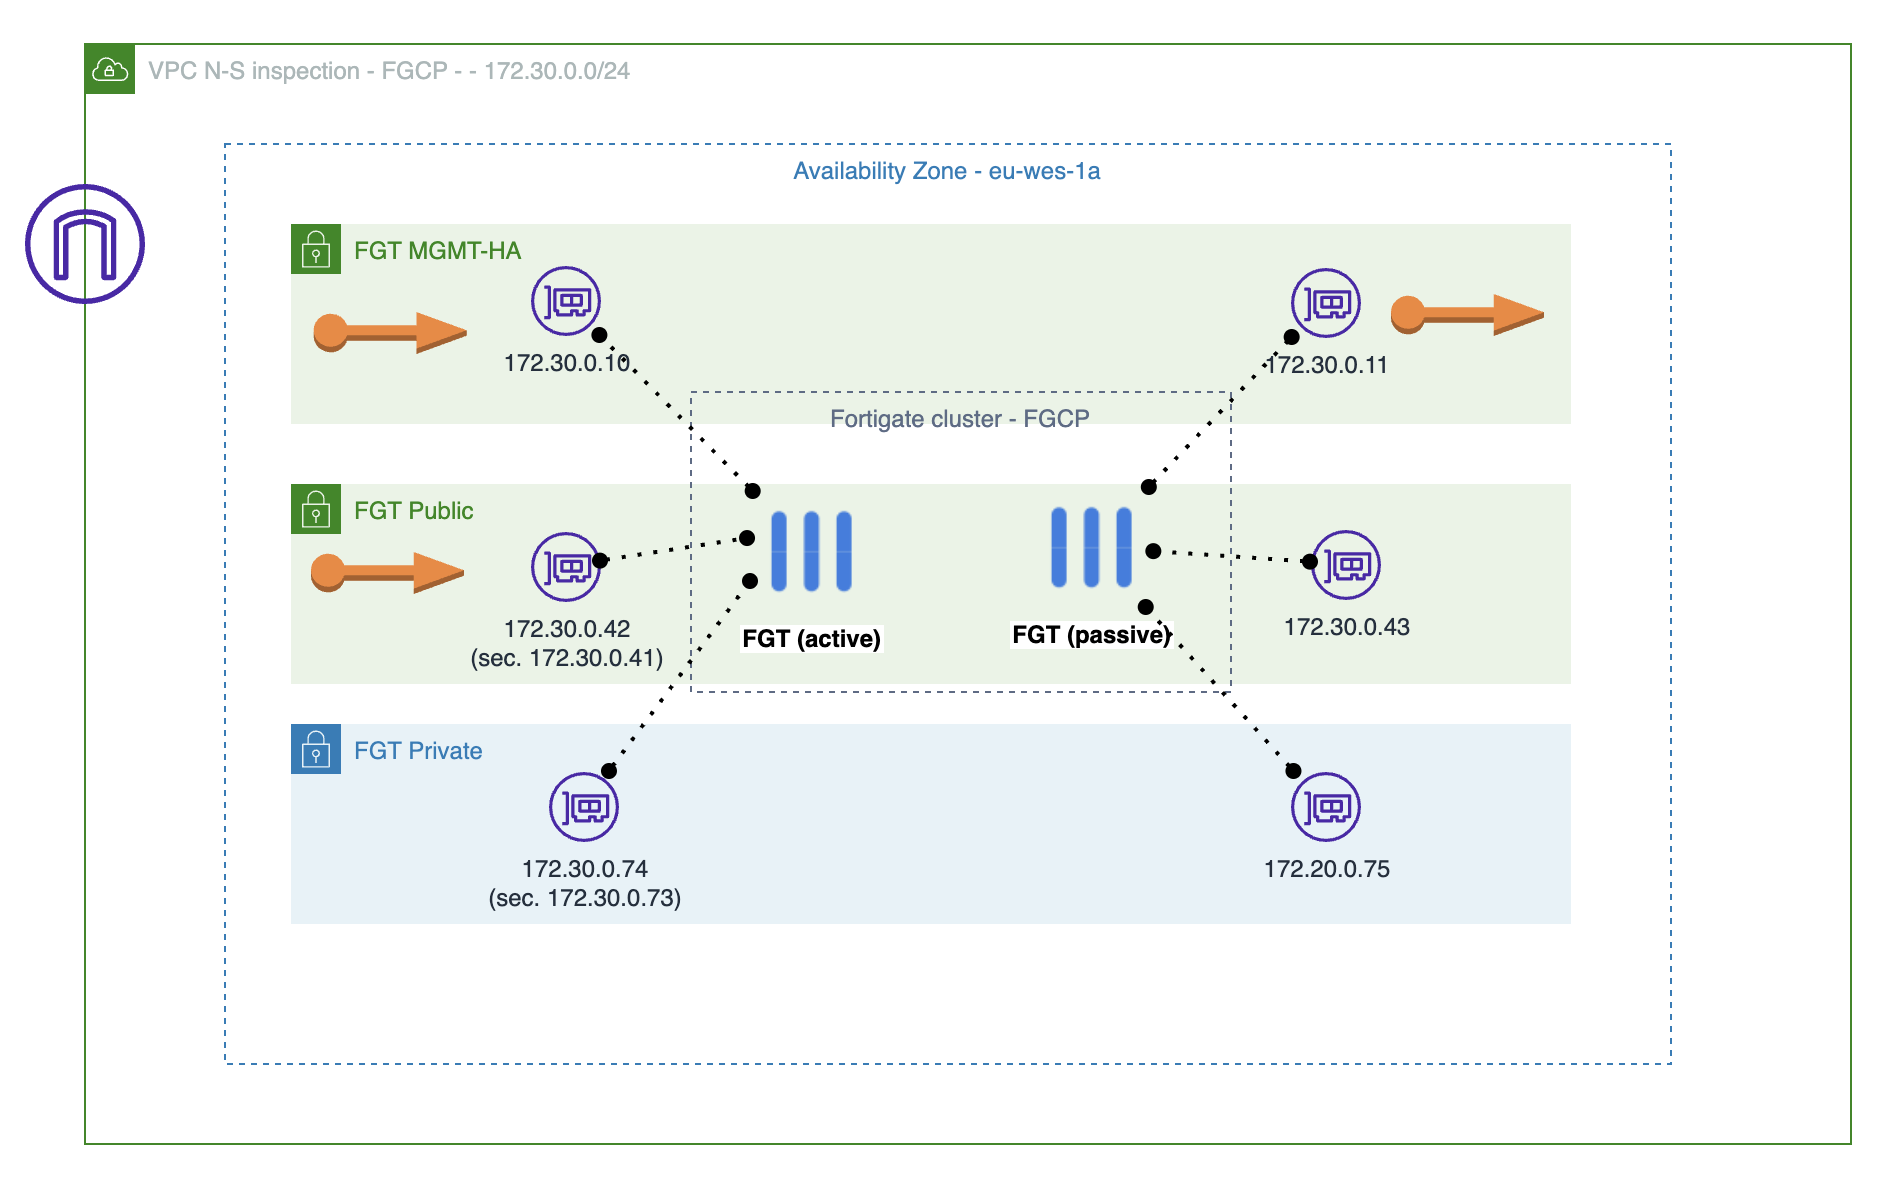 VPC N-S inspection - FGCP - - 172.30.0.0/24
Availability Zone - eu-wes-1a
FGT MGMT-HA
172.30.0.10
172.30.0.11
Fortigate cluster - FGCP
FGT Public
172.30.0.42
(sec. 172.30.0.41)
FGT (active)
FGT (passive)
172.30.0.43
FGT Private
172.30.0.74
(sec. 172.30.0.73)
172.20.0.75